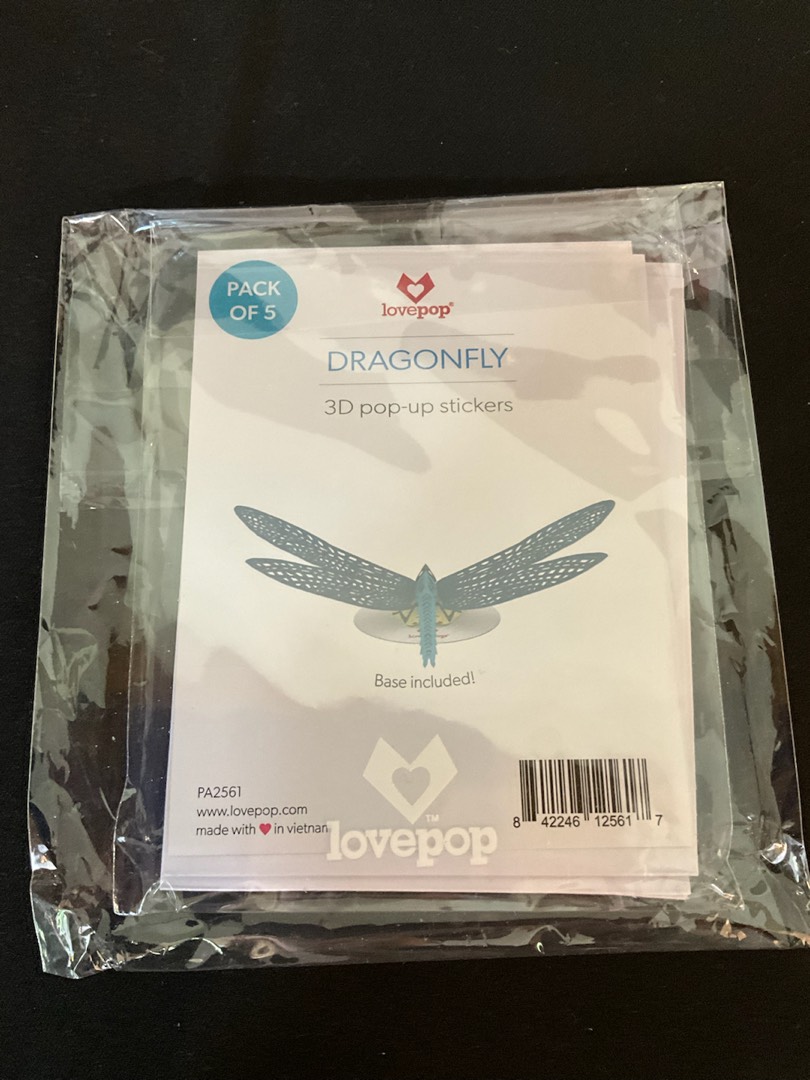 PACK
OF 5
lovepop®
DRAGONFLY
3D pop-up stickers
Base included!
PA2561
www.lovepop.com
made with ♥ in vietnam
lovepop™
8 42246 12561 7